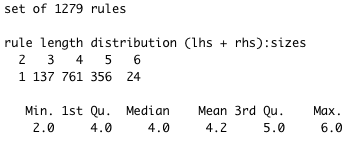 set of 1279 rules
rule length distribution (lhs + rhs):sizes
2 3 4 5 6
1 137 761 356 24
Min. 1st Qu. Median Mean 3rd Qu. Max.
2.0 4.0 4.0 4.2 5.0 6.0